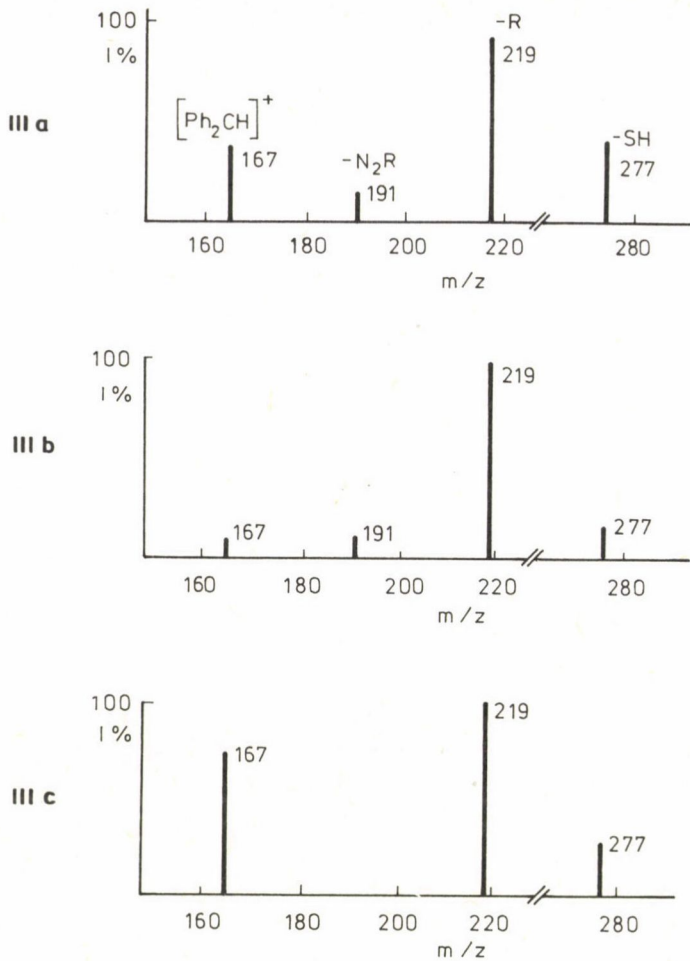 III a
100
I %
[Ph₂CH]⁺
167
-N₂R
191
-R
219
-SH
277
160 180 200 220 280
m/z
III b
100
I %
167
191
219
277
160 180 200 220 280
m/z
III c
100
I %
167
219
277
160 180 200 220 280
m/z